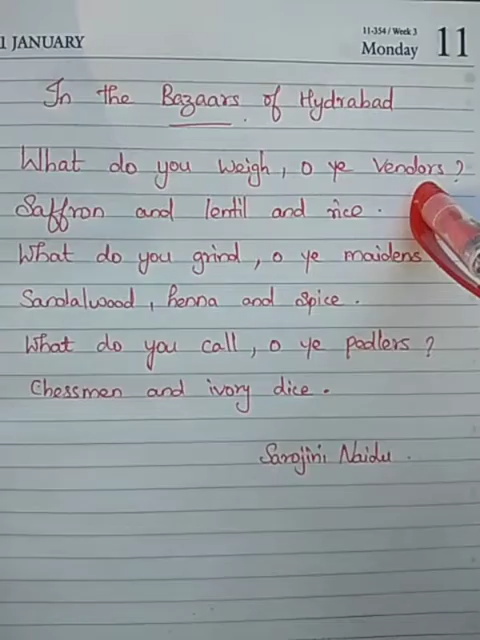 1 JANUARY
11-354 / Week 3
Monday 11
In the Bazaars of Hydrabad
What do you weigh, o ye Vendors?
Saffron and lentil and rice.
What do you grind, o ye maidens
Sandalwood, henna and spice.
What do you call, o ye pedlers?
Chessmen and ivory dice.
Sarojini Naidu.